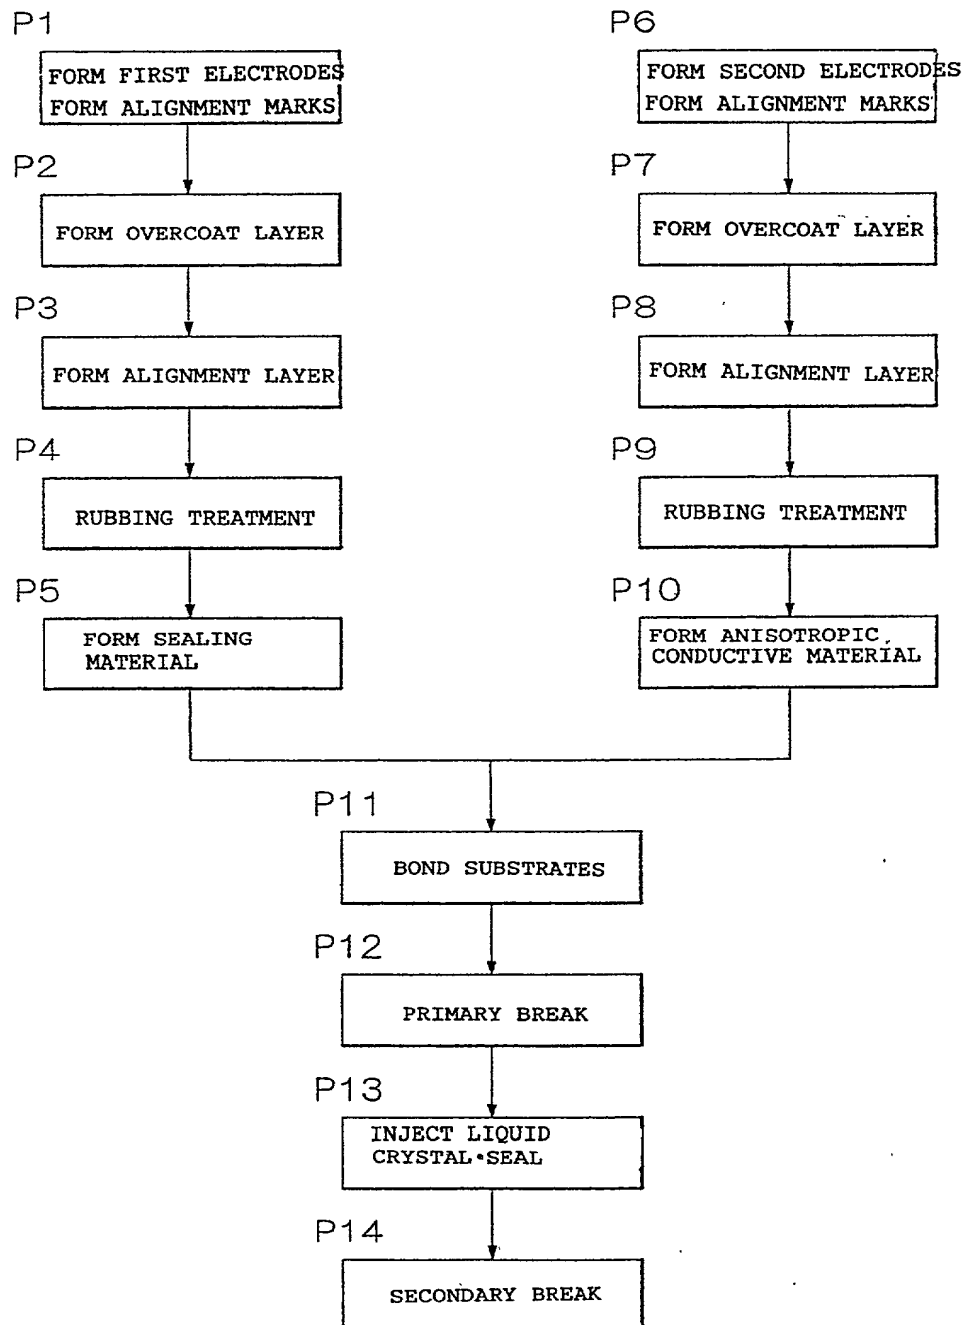 P1
FORM FIRST ELECTRODES
FORM ALIGNMENT MARKS
P2
FORM OVERCOAT LAYER
P3
FORM ALIGNMENT LAYER
P4
RUBBING TREATMENT
P5
FORM SEALING
MATERIAL
P6
FORM SECOND ELECTRODES
FORM ALIGNMENT MARKS
P7
FORM OVERCOAT LAYER
P8
FORM ALIGNMENT LAYER
P9
RUBBING TREATMENT
P10
FORM ANISOTROPIC
CONDUCTIVE MATERIAL
P11
BOND SUBSTRATES
P12
PRIMARY BREAK
P13
INJECT LIQUID
CRYSTAL•SEAL
P14
SECONDARY BREAK